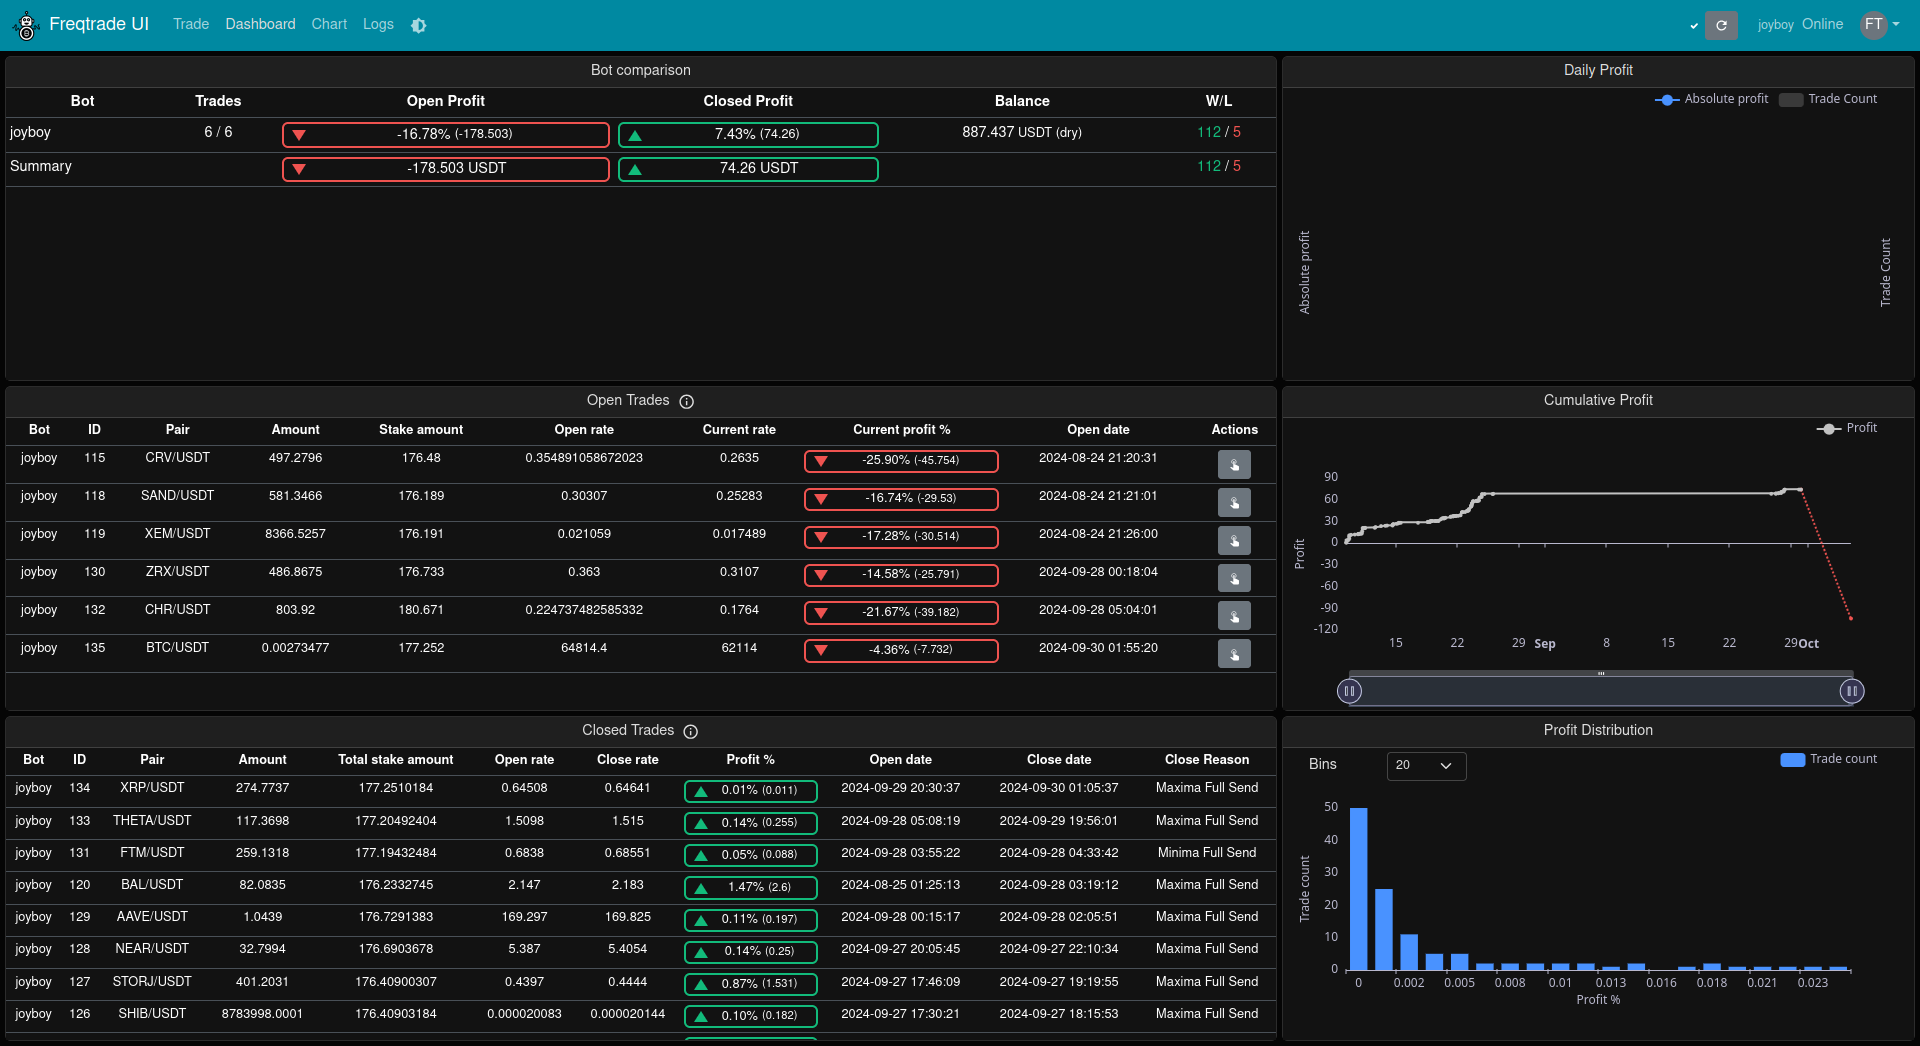 Freqtrade UI Trade Dashboard Chart Logs joyboy Online FT
Bot comparison
Bot Trades Open Profit Closed Profit Balance W/L
joyboy 6 / 6 -16.78% (-178.503) 7.43% (74.26) 887.437 USDT (dry) 112 / 5
Summary -178.503 USDT 74.26 USDT 112 / 5
Daily Profit
Absolute profit Trade Count
Absolute profit
Trade Count
Open Trades
Bot ID Pair Amount Stake amount Open rate Current rate Current profit % Open date Actions
joyboy 115 CRV/USDT 497.2796 176.48 0.354891058672023 0.2635 -25.90% (-45.754) 2024-08-24 21:20:31
joyboy 118 SAND/USDT 581.3466 176.189 0.30307 0.25283 -16.74% (-29.53) 2024-08-24 21:21:01
joyboy 119 XEM/USDT 8366.5257 176.191 0.021059 0.017489 -17.28% (-30.514) 2024-08-24 21:26:00
joyboy 130 ZRX/USDT 486.8675 176.733 0.363 0.3107 -14.58% (-25.791) 2024-09-28 00:18:04
joyboy 132 CHR/USDT 803.92 180.671 0.224737482585332 0.1764 -21.67% (-39.182) 2024-09-28 05:04:01
joyboy 135 BTC/USDT 0.00273477 177.252 64814.4 62114 -4.36% (-7.732) 2024-09-30 01:55:20
Cumulative Profit
Profit
90
60
30
0
-30
-60
-90
-120
Profit
15 22 29 Sep 8 15 22 29 Oct
Closed Trades
Bot ID Pair Amount Total stake amount Open rate Close rate Profit % Open date Close date Close Reason
joyboy 134 XRP/USDT 274.7737 177.2510184 0.64508 0.64641 0.01% (0.011) 2024-09-29 20:30:37 2024-09-30 01:05:37 Maxima Full Send
joyboy 133 THETA/USDT 117.3698 177.20492404 1.5098 1.515 0.14% (0.255) 2024-09-28 05:08:19 2024-09-29 19:56:01 Maxima Full Send
joyboy 131 FTM/USDT 259.1318 177.19432484 0.6838 0.68551 0.05% (0.088) 2024-09-28 03:55:22 2024-09-28 04:33:42 Minima Full Send
joyboy 120 BAL/USDT 82.0835 176.2332745 2.147 2.183 1.47% (2.6) 2024-08-25 01:25:13 2024-09-28 03:19:12 Maxima Full Send
joyboy 129 AAVE/USDT 1.0439 176.7291383 169.297 169.825 0.11% (0.197) 2024-09-28 00:15:17 2024-09-28 02:05:51 Maxima Full Send
joyboy 128 NEAR/USDT 32.7994 176.6903678 5.387 5.4054 0.14% (0.25) 2024-09-27 20:05:45 2024-09-27 22:10:34 Maxima Full Send
joyboy 127 STORJ/USDT 401.2031 176.40900307 0.4397 0.4444 0.87% (1.531) 2024-09-27 17:46:09 2024-09-27 19:19:55 Maxima Full Send
joyboy 126 SHIB/USDT 8783998.0001 176.40903184 0.000020083 0.000020144 0.10% (0.182) 2024-09-27 17:30:21 2024-09-27 18:15:53 Maxima Full Send
Profit Distribution
Bins 20 Trade count
50
40
30
20
10
0
Trade count
0 0.002 0.005 0.008 0.01 0.013 0.016 0.018 0.021 0.023
Profit %